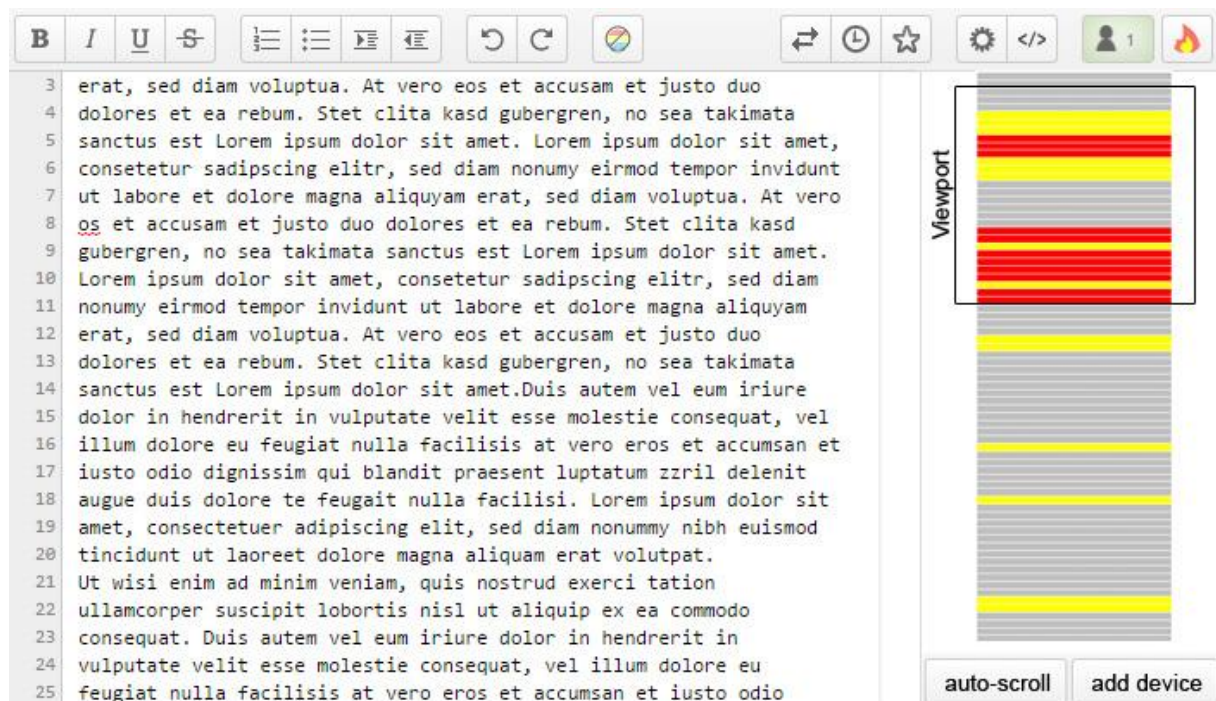 B I U S </> 1
3 erat, sed diam voluptua. At vero eos et accusam et justo duo
4 dolores et ea rebum. Stet clita kasd gubergren, no sea takimata
5 sanctus est Lorem ipsum dolor sit amet. Lorem ipsum dolor sit amet,
6 consetetur sadipscing elitr, sed diam nonumy eirmod tempor invidunt
7 ut labore et dolore magna aliquyam erat, sed diam voluptua. At vero
8 os et accusam et justo duo dolores et ea rebum. Stet clita kasd
9 gubergren, no sea takimata sanctus est Lorem ipsum dolor sit amet.
10 Lorem ipsum dolor sit amet, consetetur sadipscing elitr, sed diam
11 nonumy eirmod tempor invidunt ut labore et dolore magna aliquyam
12 erat, sed diam voluptua. At vero eos et accusam et justo duo
13 dolores et ea rebum. Stet clita kasd gubergren, no sea takimata
14 sanctus est Lorem ipsum dolor sit amet.Duis autem vel eum iriure
15 dolor in hendrerit in vulputate velit esse molestie consequat, vel
16 illum dolore eu feugiat nulla facilisis at vero eros et accumsan et
17 iusto odio dignissim qui blandit praesent luptatum zzril delenit
18 augue duis dolore te feugait nulla facilisi. Lorem ipsum dolor sit
19 amet, consectetuer adipiscing elit, sed diam nonummy nibh euismod
20 tincidunt ut laoreet dolore magna aliquam erat volutpat.
21 Ut wisi enim ad minim veniam, quis nostrud exerci tation
22 ullamcorper suscipit lobortis nisl ut aliquip ex ea commodo
23 consequat. Duis autem vel eum iriure dolor in hendrerit in
24 vulputate velit esse molestie consequat, vel illum dolore eu
25 feugiat nulla facilisis at vero eros et accumsan et iusto odio
Viewport
auto-scroll add device